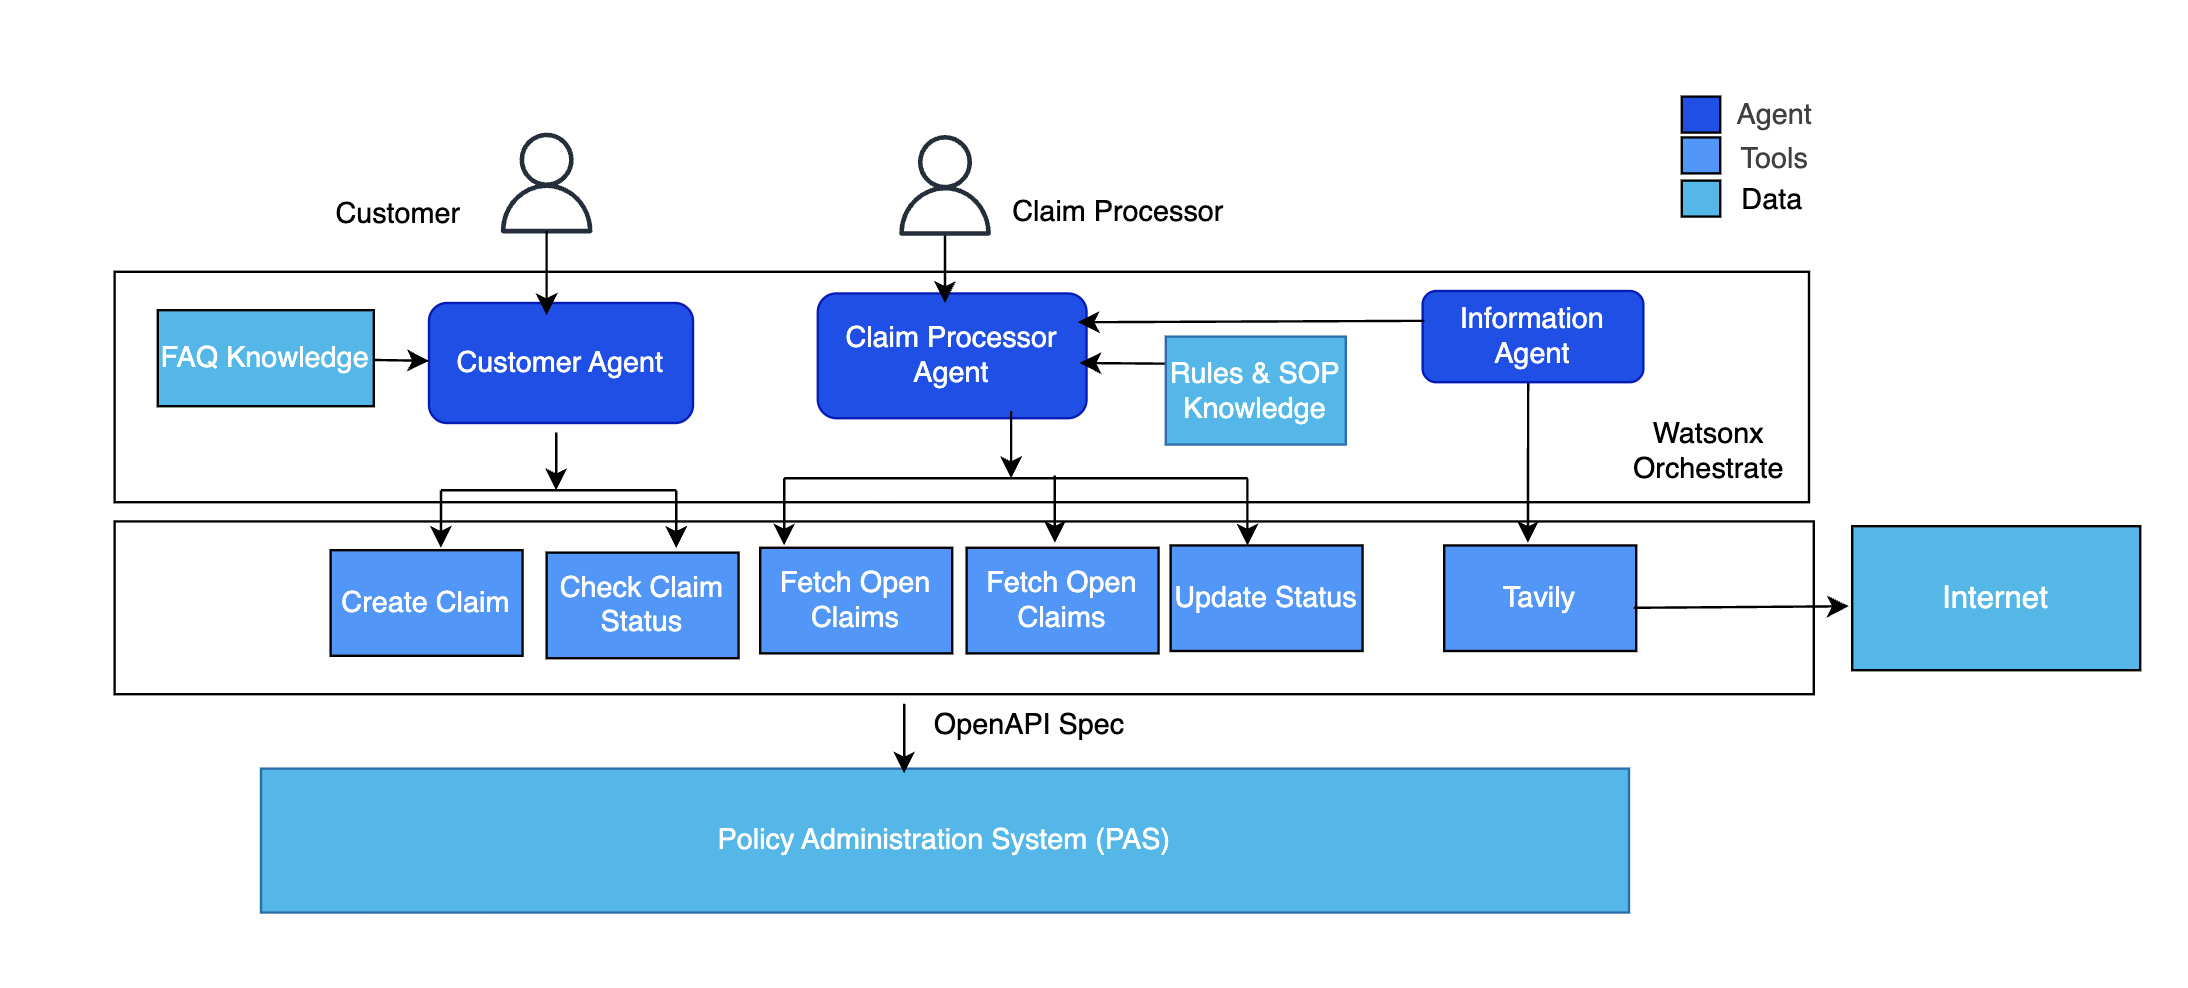 Agent
Tools
Data
Customer
Claim Processor
FAQ Knowledge
Customer Agent
Claim Processor
Agent
Rules & SOP
Knowledge
Information
Agent
Watsonx
Orchestrate
Create Claim
Check Claim
Status
Fetch Open
Claims
Fetch Open
Claims
Update Status
Tavily
Internet
OpenAPI Spec
Policy Administration System (PAS)